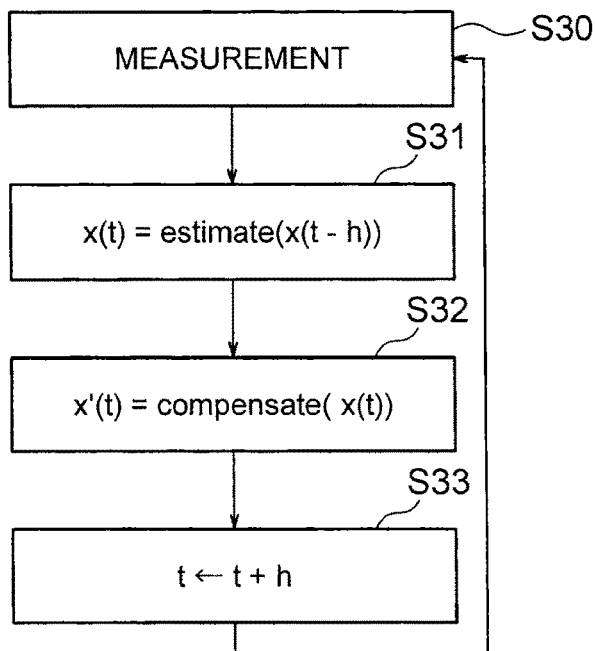 S30
MEASUREMENT
S31
x(t) = estimate(x(t - h))
S32
x'(t) = compensate( x(t))
S33
t ← t + h